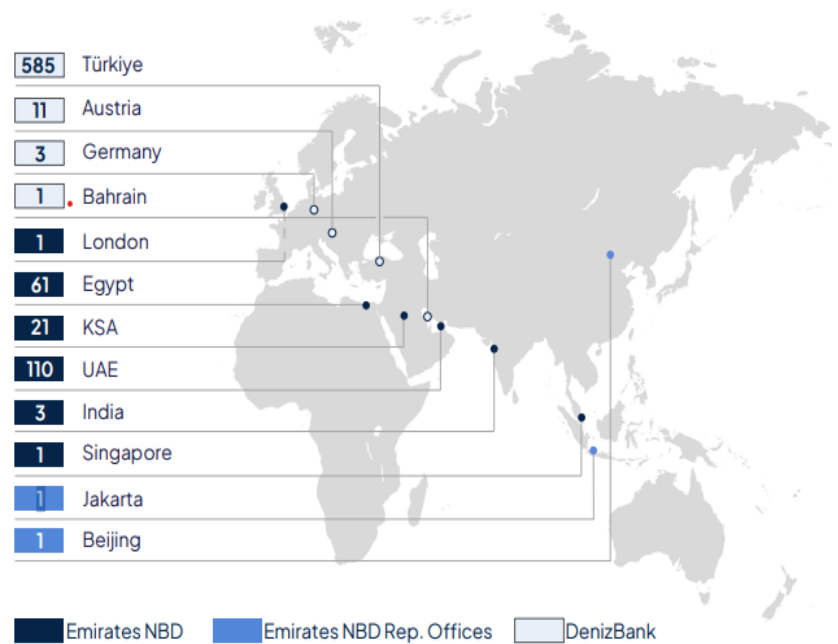 585 Türkiye
11 Austria
3 Germany
1 Bahrain
1 London
61 Egypt
21 KSA
110 UAE
3 India
1 Singapore
1 Jakarta
1 Beijing
Emirates NBD Emirates NBD Rep. Offices DenizBank